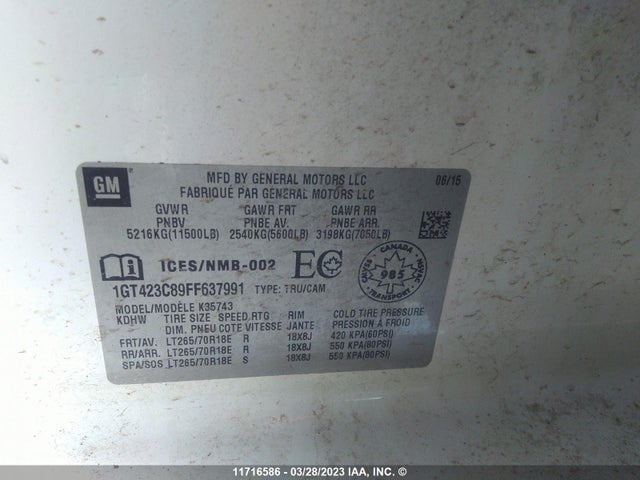 GM
MFD BY GENERAL MOTORS LLC 06/15
FABRIQUÉ PAR GENERAL MOTORS LLC
GVWR GAWR FRT GAWR RR
PNBV PNBE AV. PNBE ARR.
5216KG(11500LB) 2540KG(5600LB) 3198KG(7050LB)
ICES/NMB-002 EC
CANADA
985
TRANSPORT
1GT423C89FF637991 TYPE: TRU/CAM
MODEL/MODÈLE K35743
KDHW TIRE SIZE SPEED RTG RIM COLD TIRE PRESSURE
DIM. PNEU COTE VITESSE JANTE PRESSION À FROID
FRT/AV. LT265/70R18E R 18X8J 420 KPA(60PSI)
RR/ARR. LT265/70R18E R 18X8J 550 KPA(80PSI)
SPA/SOS LT265/70R18E S 18X8J 550 KPA(80PSI)
11716586 — 03/28/2023 IAA, Inc. ©